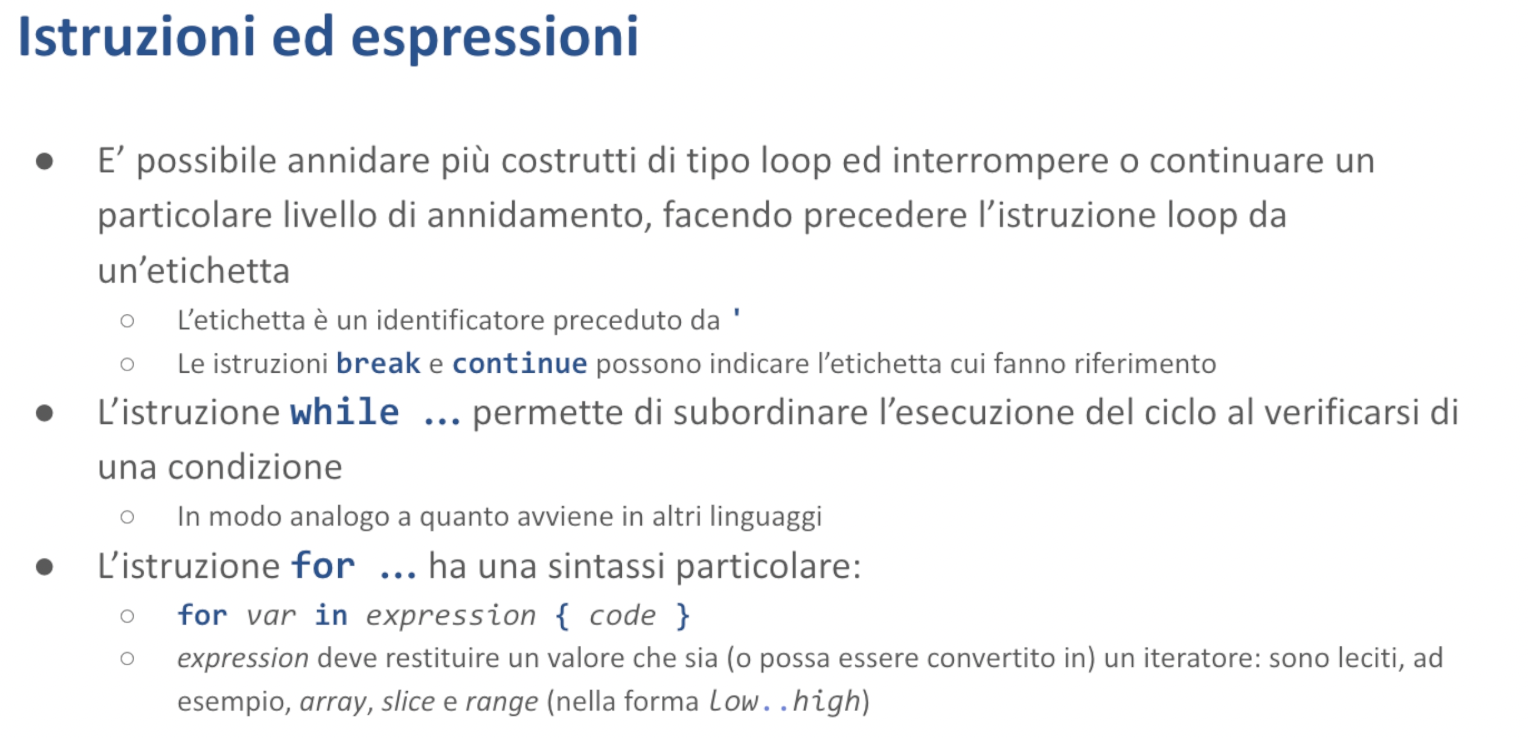 Istruzioni ed espressioni
● E’ possibile annidare più costrutti di tipo loop ed interrompere o continuare un
particolare livello di annidamento, facendo precedere l’istruzione loop da
un’etichetta
○ L’etichetta è un identificatore preceduto da '
○ Le istruzioni break e continue possono indicare l’etichetta cui fanno riferimento
● L’istruzione while ... permette di subordinare l’esecuzione del ciclo al verificarsi di
una condizione
○ In modo analogo a quanto avviene in altri linguaggi
● L’istruzione for ... ha una sintassi particolare:
○ for var in expression { code }
○ expression deve restituire un valore che sia (o possa essere convertito in) un iteratore: sono leciti, ad
esempio, array, slice e range (nella forma low..high)